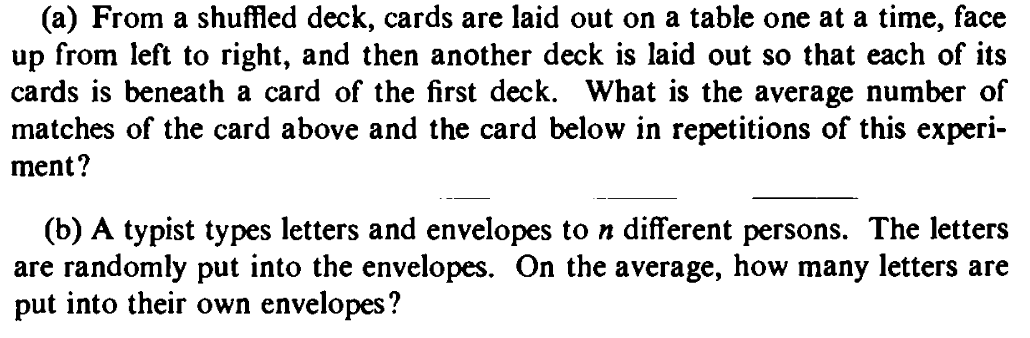 (a) From a shuffled deck, cards are laid out on a table one at a time, face
up from left to right, and then another deck is laid out so that each of its
cards is beneath a card of the first deck. What is the average number of
matches of the card above and the card below in repetitions of this experi-
ment?
(b) A typist types letters and envelopes to n different persons. The letters
are randomly put into the envelopes. On the average, how many letters are
put into their own envelopes?